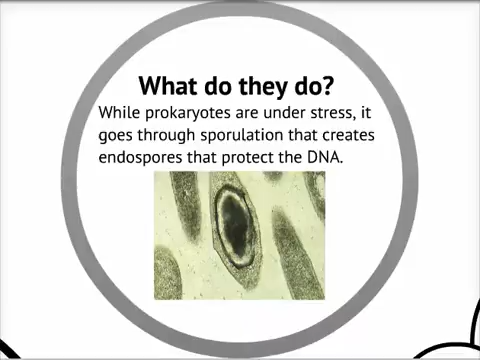 What do they do?
While prokaryotes are under stress, it
goes through sporulation that creates
endospores that protect the DNA.